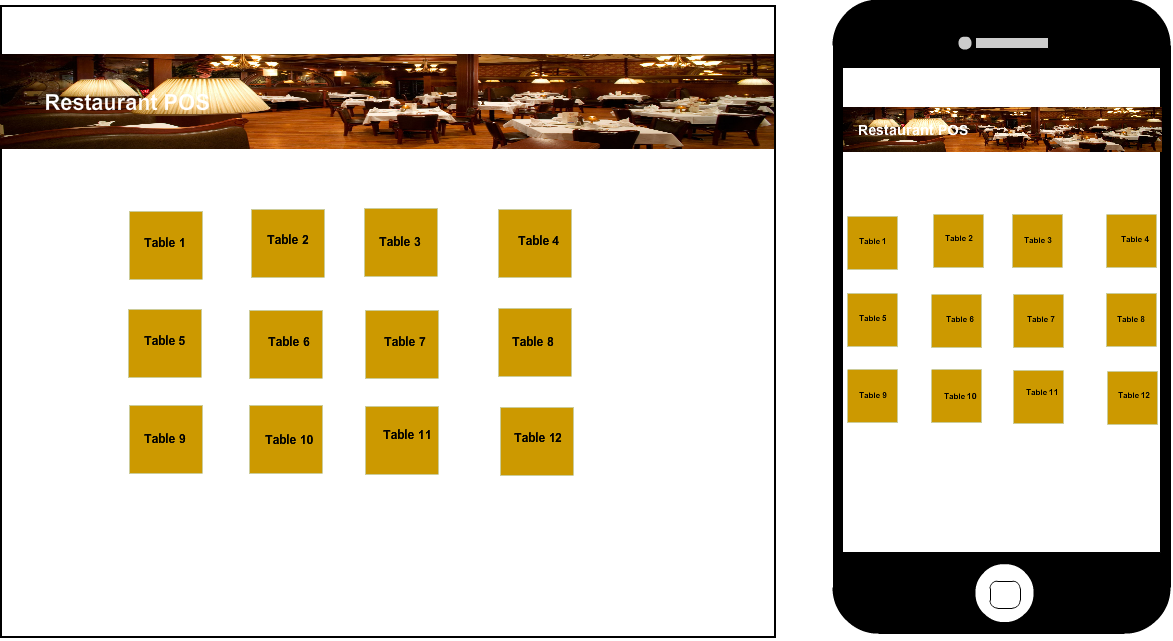 Restaurant POS
Table 1
Table 2
Table 3
Table 4
Table 5
Table 6
Table 7
Table 8
Table 9
Table 10
Table 11
Table 12
Restaurant POS
Table 1
Table 2
Table 3
Table 4
Table 5
Table 6
Table 7
Table 8
Table 9
Table 10
Table 11
Table 12